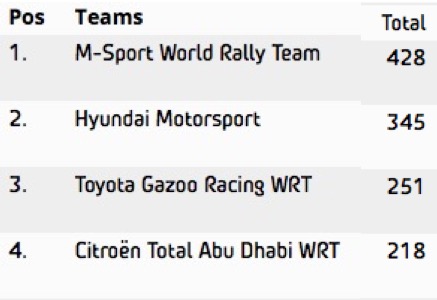 Pos Teams Total
1. M-Sport World Rally Team 428
2. Hyundai Motorsport 345
3. Toyota Gazoo Racing WRT 251
4. Citroën Total Abu Dhabi WRT 218